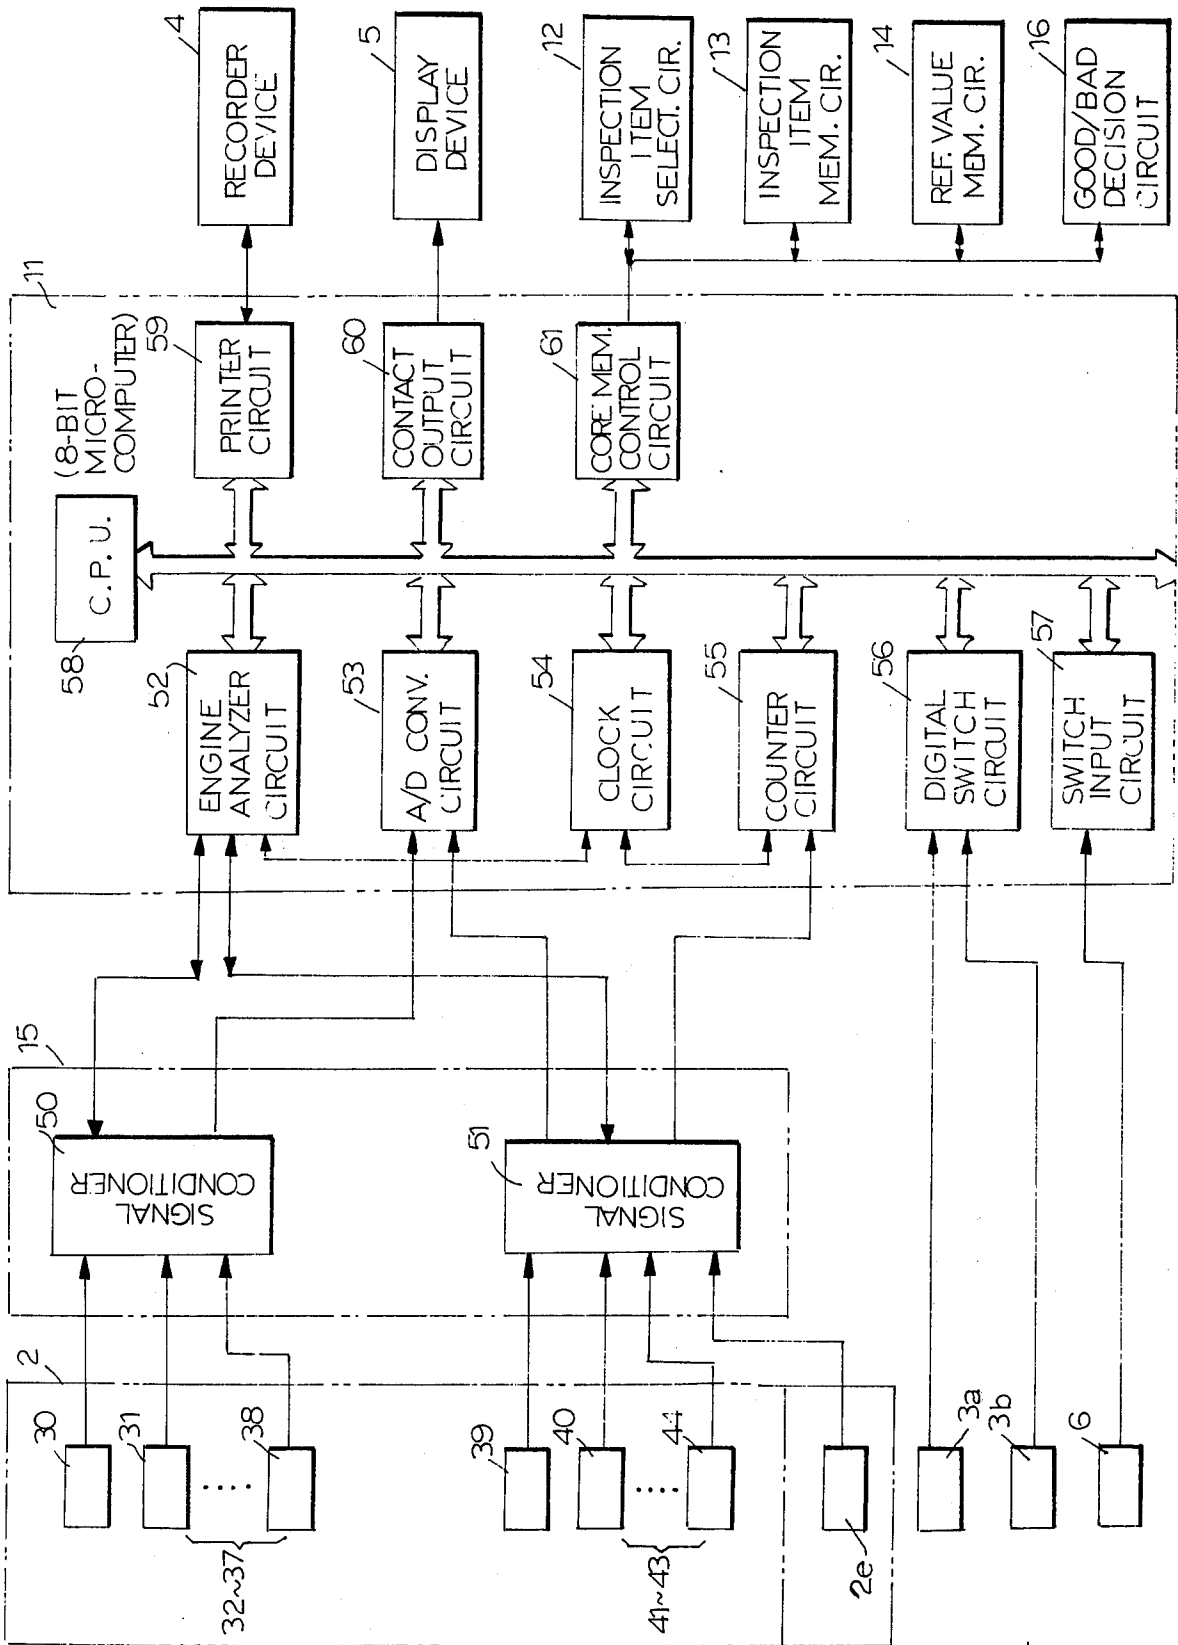 4
RECORDER
DEVICE
5
DISPLAY
DEVICE
12
INSPECTION
ITEM
SELECT. CIR.
13
INSPECTION
ITEM
MEM. CIR.
14
REF. VALUE
MEM. CIR.
16
GOOD/BAD
DECISION
CIRCUIT
11
(8-BIT
MICRO-
COMPUTER)
58
C.P.U.
59
PRINTER
CIRCUIT
60
CONTACT
OUTPUT
CIRCUIT
61
CORE MEM.
CONTROL
CIRCUIT
52
ENGINE
ANALYZER
CIRCUIT
53
A/D CONV.
CIRCUIT
54
CLOCK
CIRCUIT
55
COUNTER
CIRCUIT
56
DIGITAL
SWITCH
CIRCUIT
57
SWITCH
INPUT
CIRCUIT
15
50
SIGNAL
CONDITIONER
51
SIGNAL
CONDITIONER
2
30
31
....
38
32~37
39
40
....
44
41~43
2e
3a
3b
6